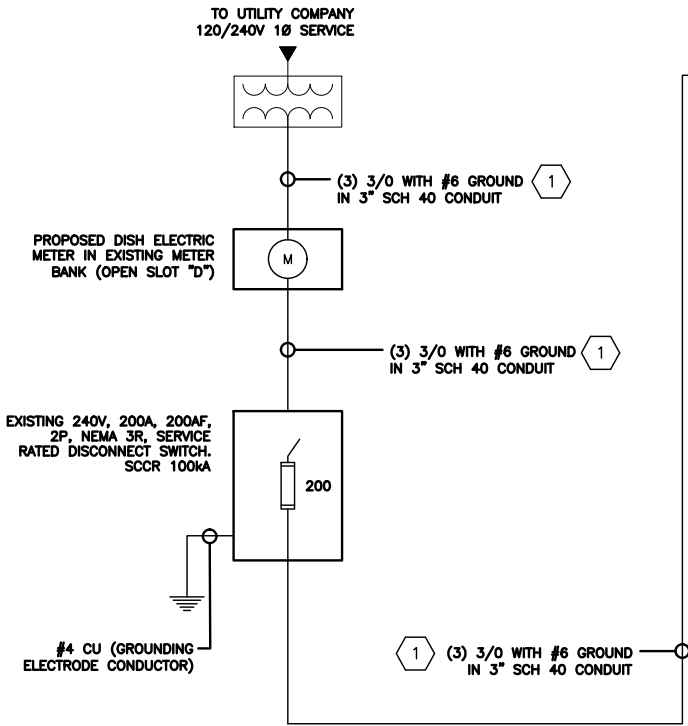 TO UTILITY COMPANY
120/240V 1Ø SERVICE
(3) 3/0 WITH #6 GROUND
IN 3" SCH 40 CONDUIT
1
PROPOSED DISH ELECTRIC
METER IN EXISTING METER
BANK (OPEN SLOT "D")
M
(3) 3/0 WITH #6 GROUND
IN 3" SCH 40 CONDUIT
1
EXISTING 240V, 200A, 200AF,
2P, NEMA 3R, SERVICE
RATED DISCONNECT SWITCH.
SCCR 100kA
200
#4 CU (GROUNDING
ELECTRODE CONDUCTOR)
1
(3) 3/0 WITH #6 GROUND
IN 3" SCH 40 CONDUIT